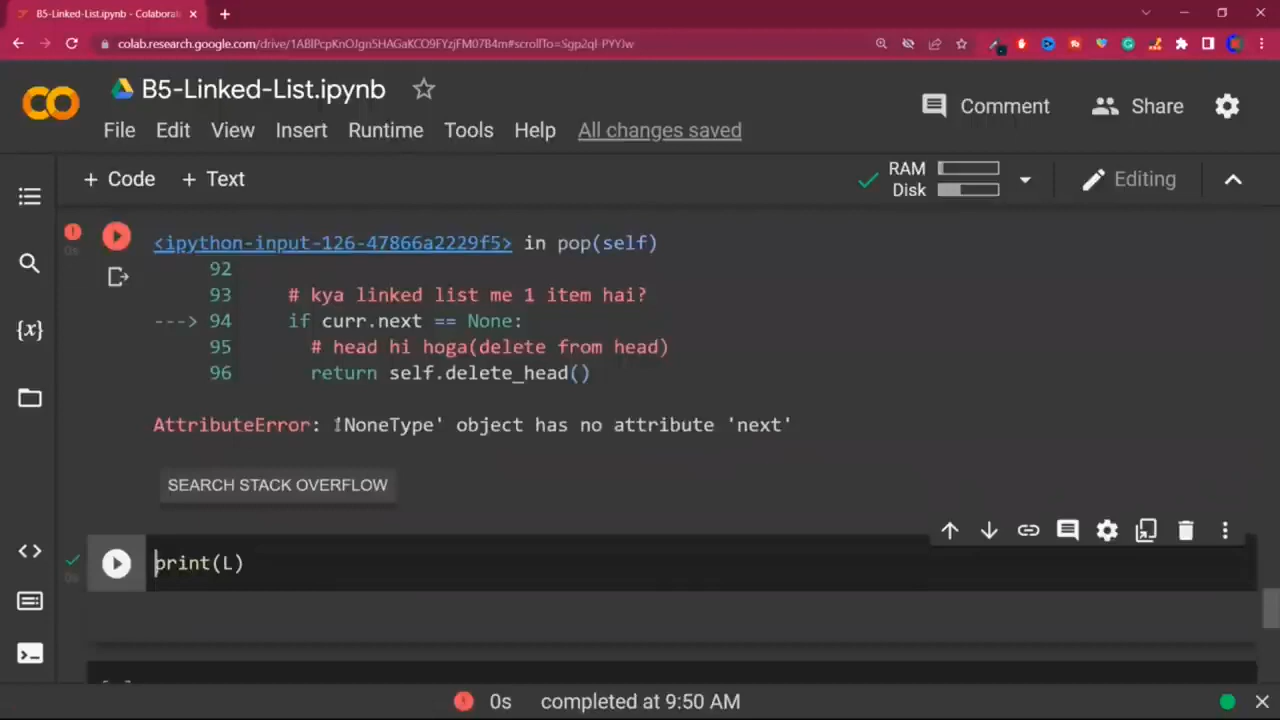 B5-Linked-List.ipynb - Colaborat
colab.research.google.com/drive/1ABlPcpKnOJgn5HAGaKCO9FYzjFM07B4m#scrollTo=Sgp2ql-PYYJw
B5-Linked-List.ipynb
Comment
Share
File Edit View Insert Runtime Tools Help All changes saved
+ Code + Text
RAM
Disk
Editing
<ipython-input-126-47866a2229f5> in pop(self)
92
93 # kya linked list me 1 item hai?
---> 94 if curr.next == None:
95 # head hi hoga(delete from head)
96 return self.delete_head()
AttributeError: 'NoneType' object has no attribute 'next'
SEARCH STACK OVERFLOW
print(L)
0s completed at 9:50 AM